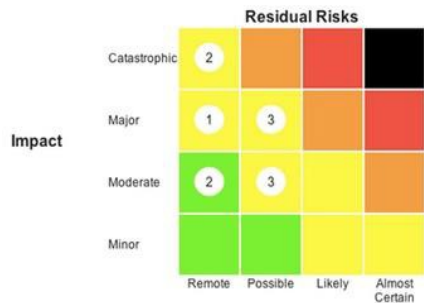 Residual Risks
Catastrophic
2
Major
1
3
Impact
Moderate
2
3
Minor
Remote
Possible
Likely
Almost
Certain